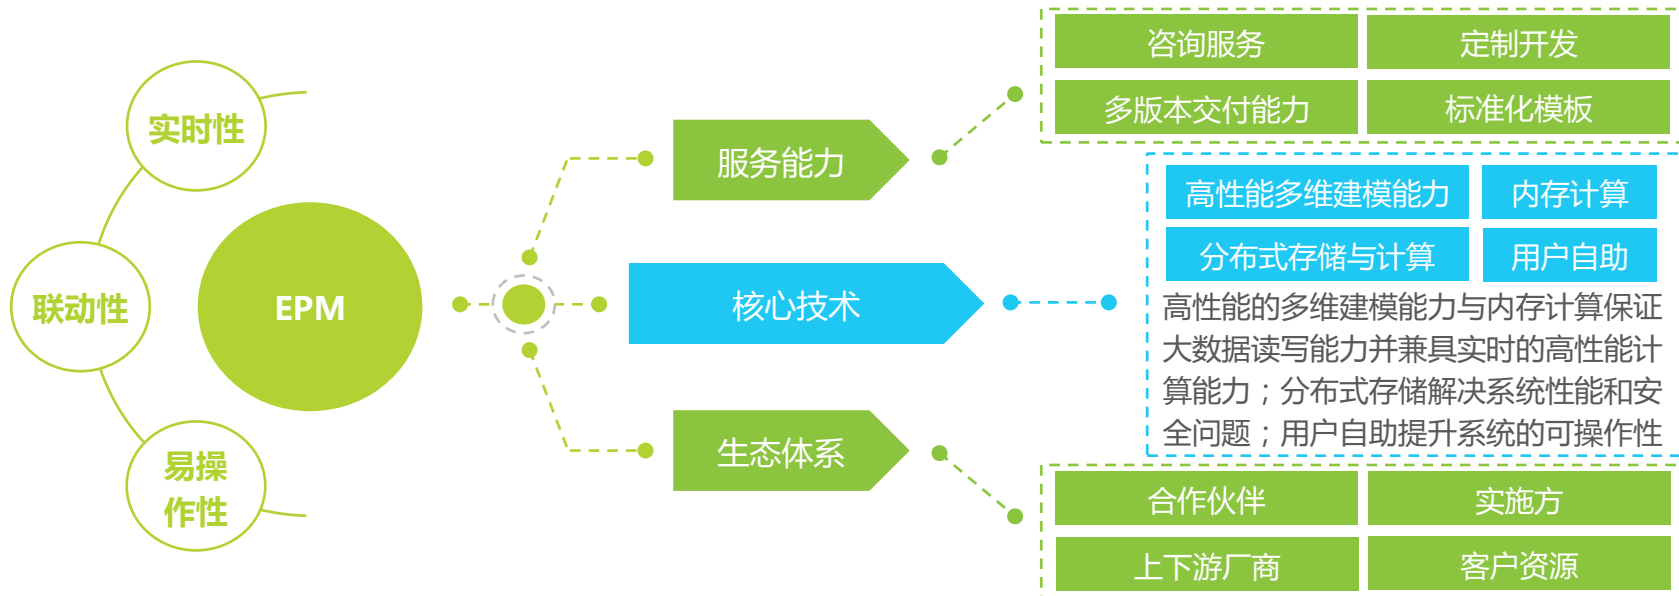 实时性
联动性
易操
作性
EPM
服务能力
核心技术
生态体系
咨询服务
定制开发
多版本交付能力
标准化模板
高性能多维建模能力
内存计算
分布式存储与计算
用户自助
高性能的多维建模能力与内存计算保证
大数据读写能力并兼具实时的高性能计
算能力；分布式存储解决系统性能和安
全问题；用户自助提升系统的可操作性
合作伙伴
实施方
上下游厂商
客户资源